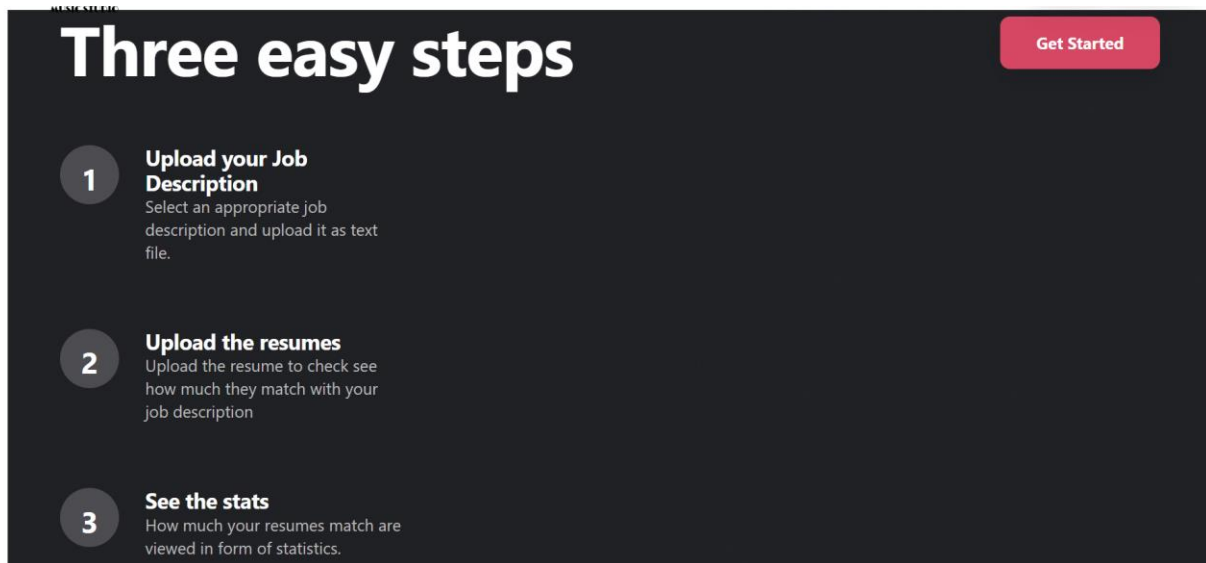 MUSIC STUDIO
Three easy steps
Get Started
1
Upload your Job
Description
Select an appropriate job
description and upload it as text
file.
2
Upload the resumes
Upload the resume to check see
how much they match with your
job description
3
See the stats
How much your resumes match are
viewed in form of statistics.